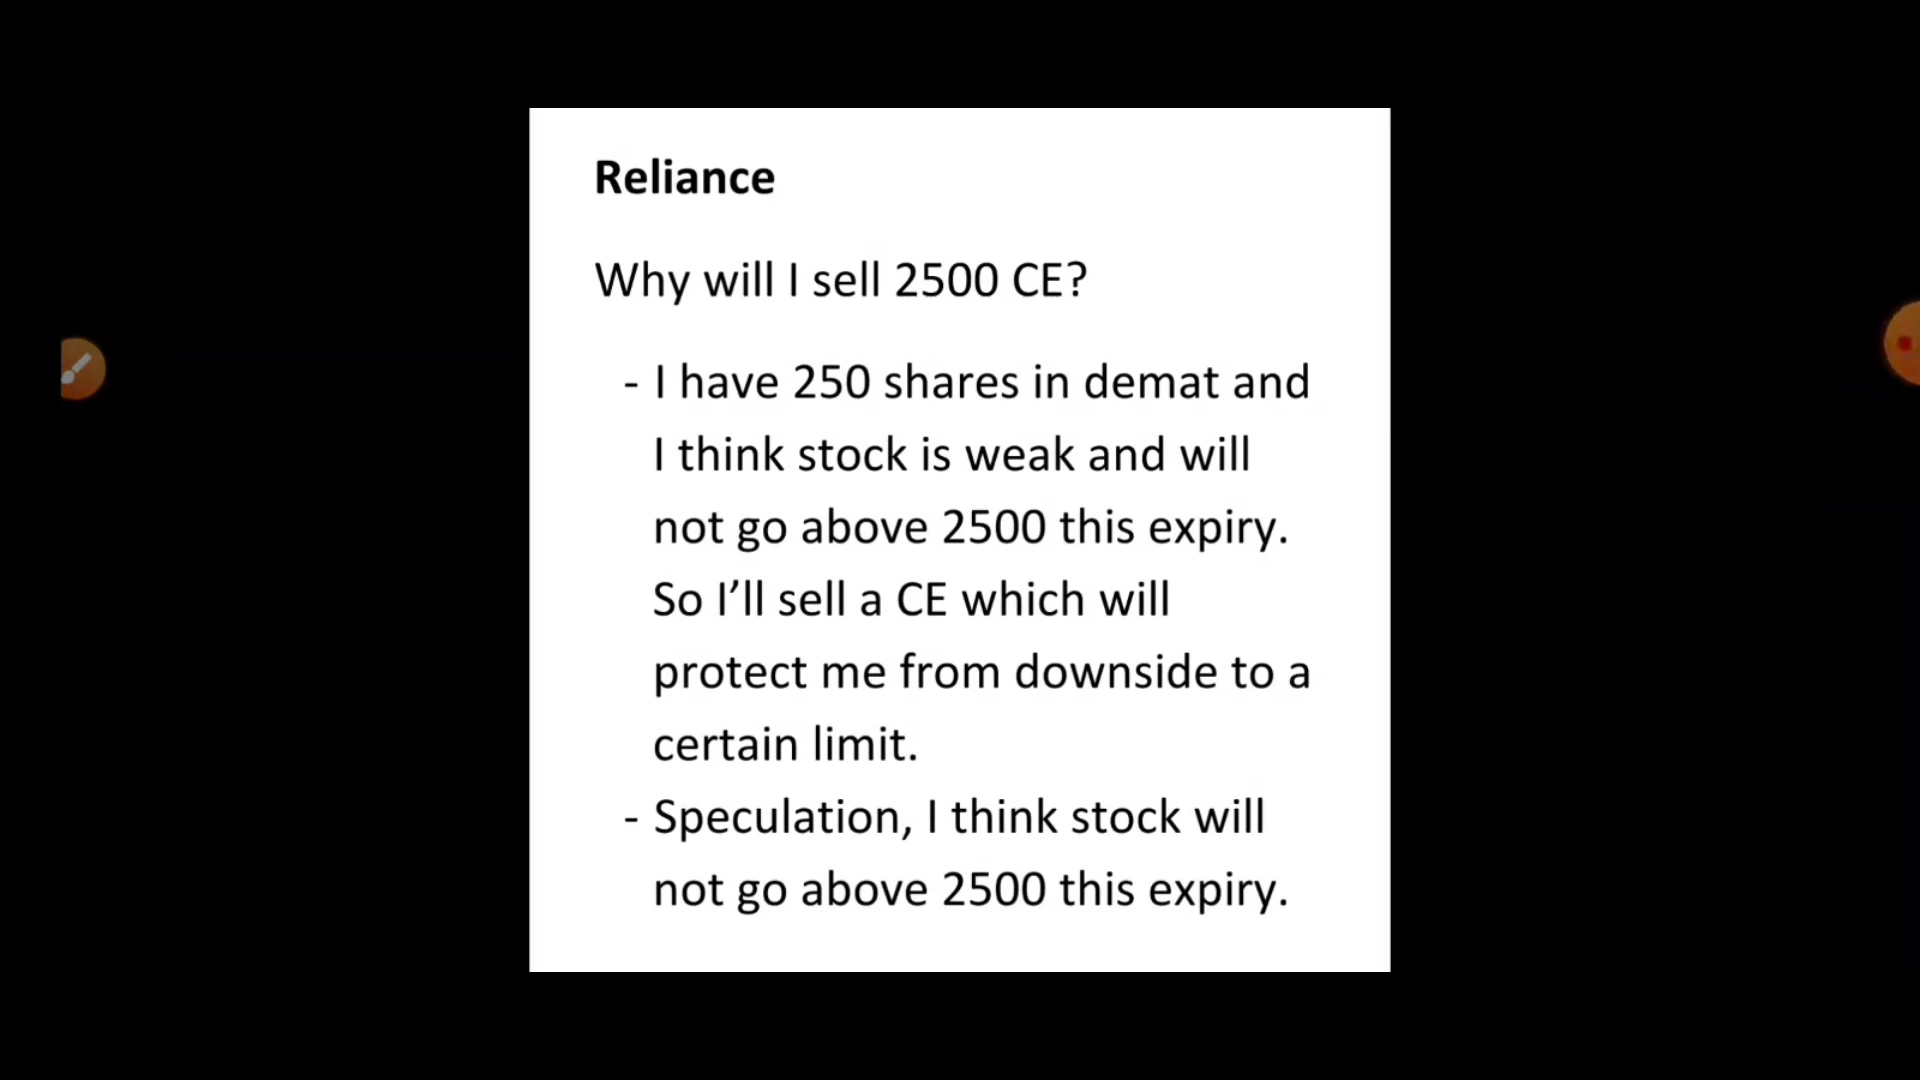 Reliance
Why will I sell 2500 CE?
- I have 250 shares in demat and
I think stock is weak and will
not go above 2500 this expiry.
So I’ll sell a CE which will
protect me from downside to a
certain limit.
- Speculation, I think stock will
not go above 2500 this expiry.